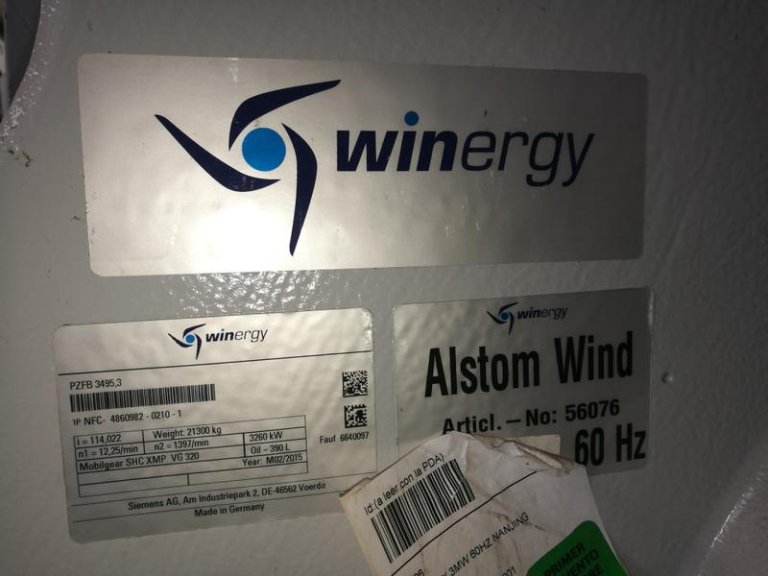 winergy
winergy
PZFB 3495,3
1P NFC- 4860982 - 0210 - 1
i = 114,022 Weight: 21300 kg
n1 = 12,25/min n2 = 1397/min 3260 kW
Mobilgear SHC XMP VG 320 Oil - 390 L
Year: M02/2015
Fauf 6640097
Siemens AG, Am Industriepark 2, DE-46562 Voerde
Made in Germany
winergy
Alstom Wind
Articl. - No: 56076
60 Hz
Id:(a leer con la PDA)
3MW 60HZ NANJING
001
PRIMER